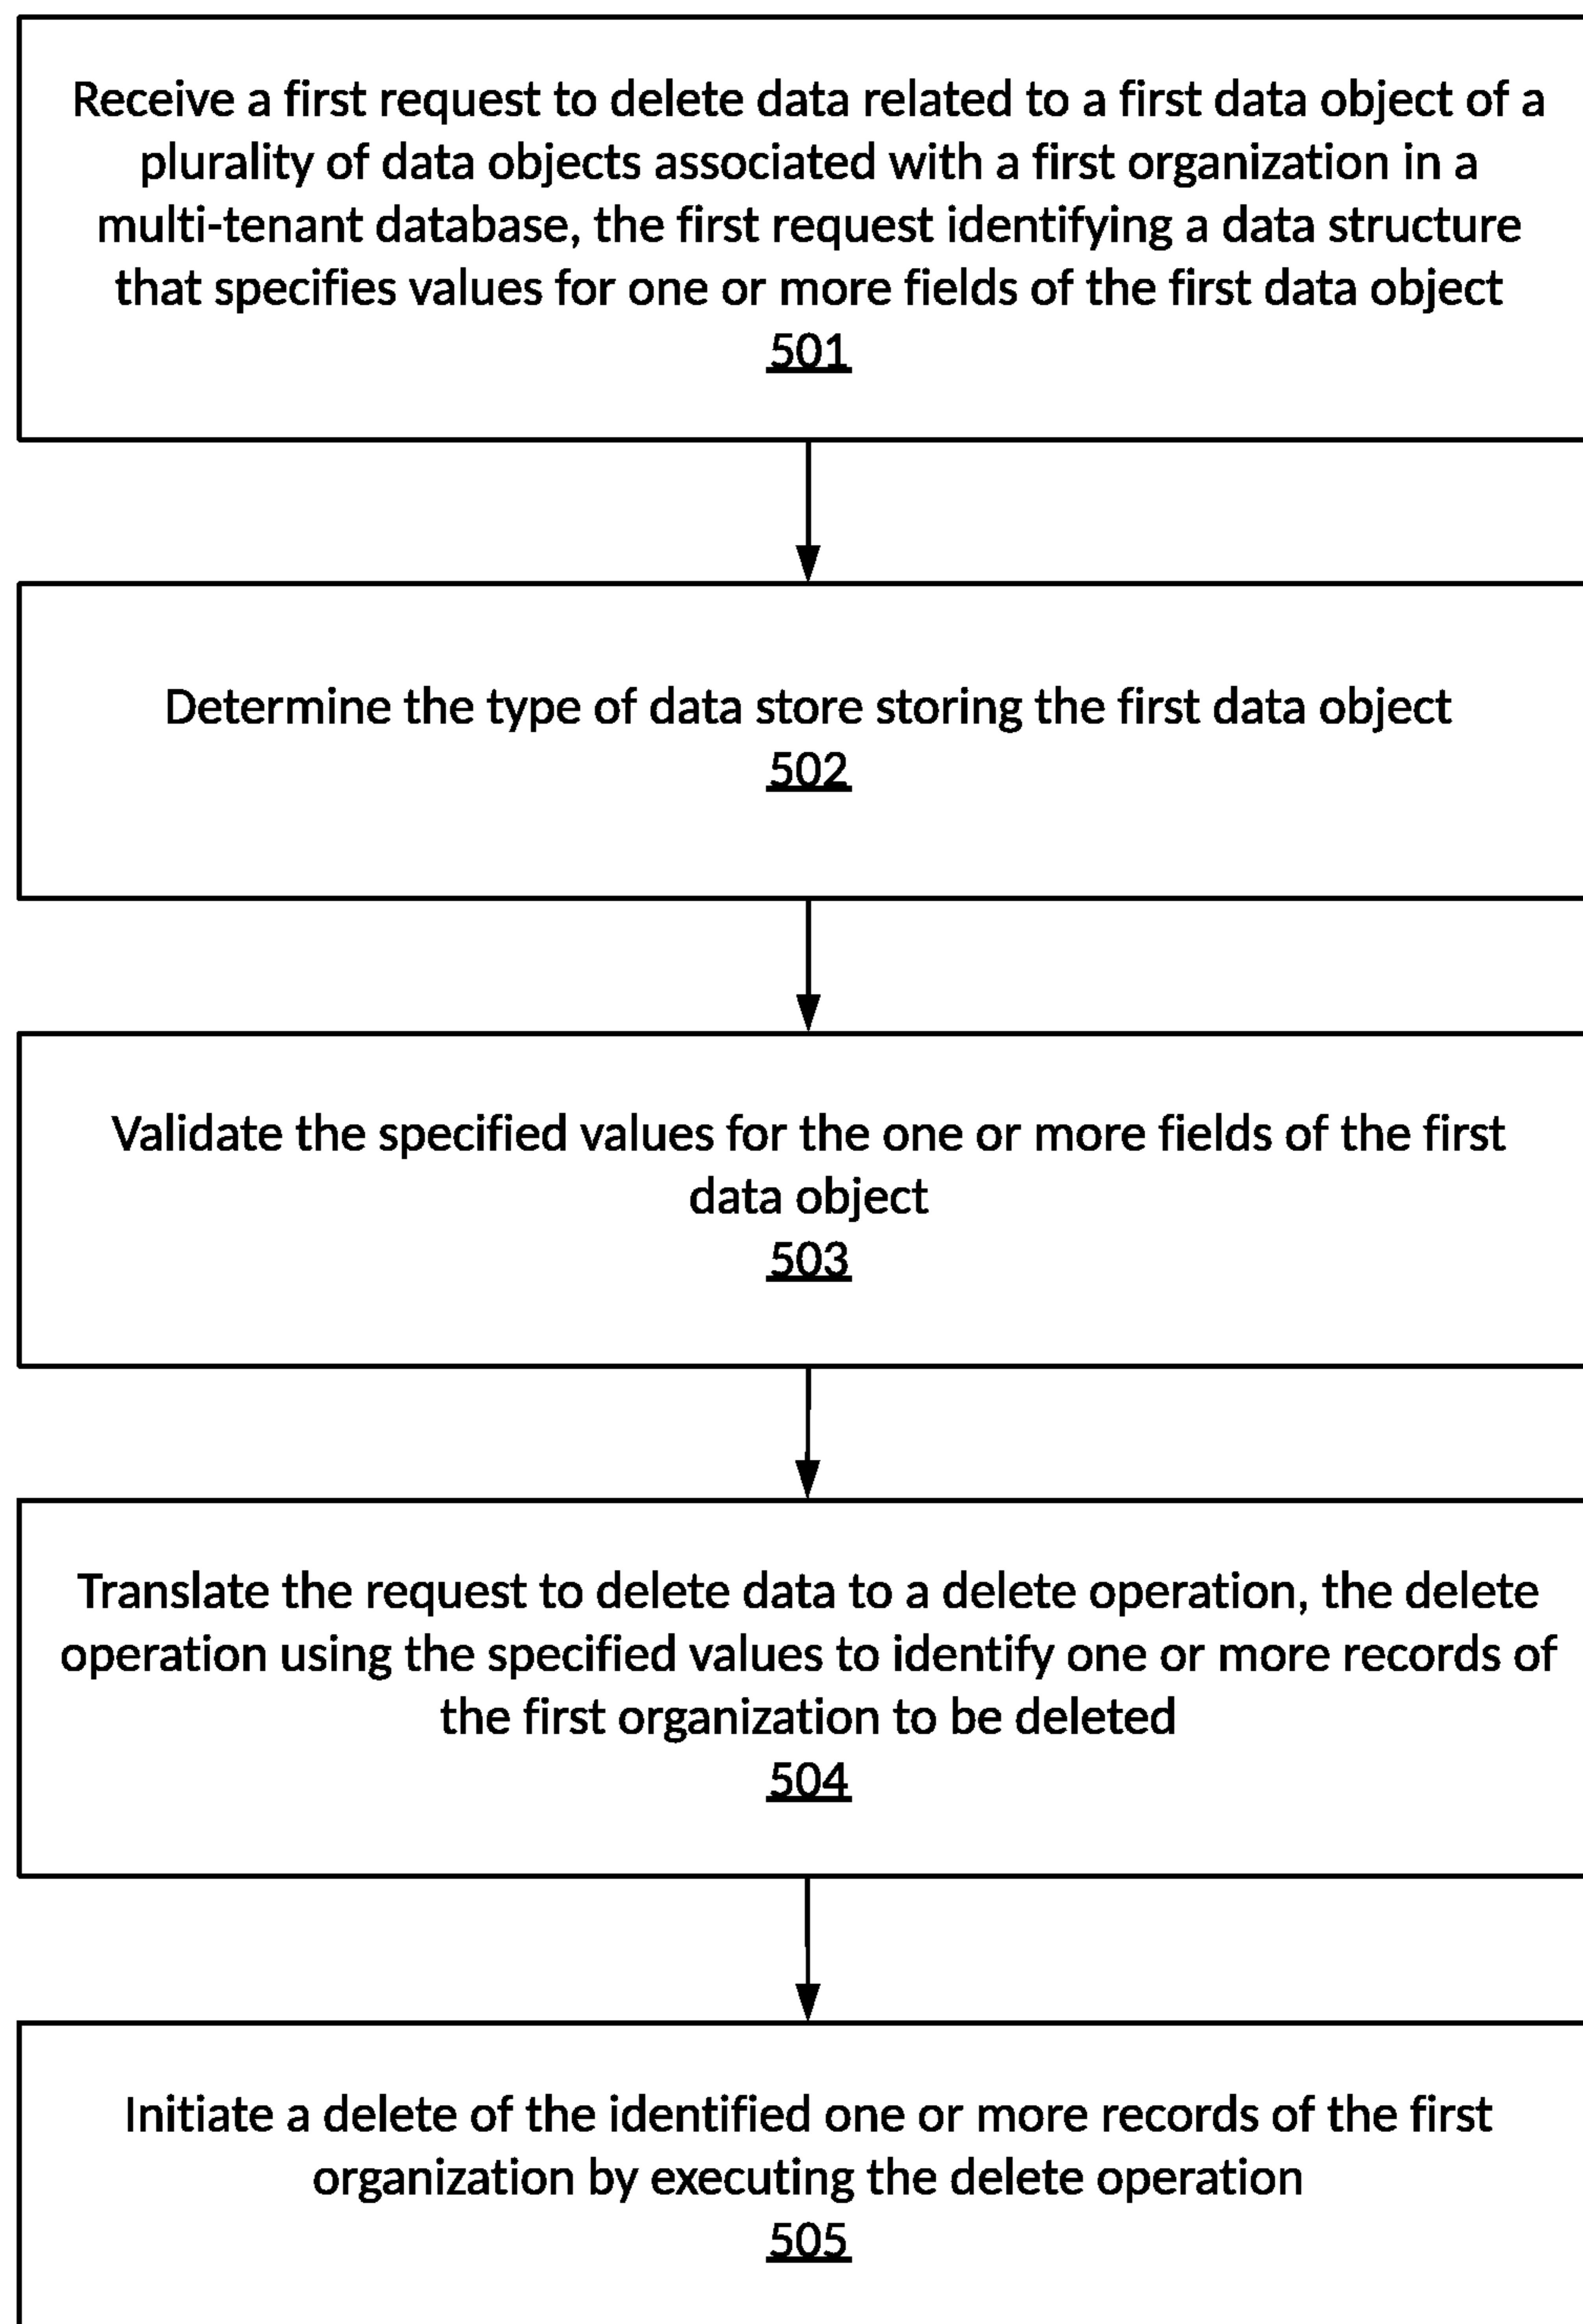 Receive a first request to delete data related to a first data object of a
plurality of data objects associated with a first organization in a
multi-tenant database, the first request identifying a data structure
that specifies values for one or more fields of the first data object
501
Determine the type of data store storing the first data object
502
Validate the specified values for the one or more fields of the first
data object
503
Translate the request to delete data to a delete operation, the delete
operation using the specified values to identify one or more records of
the first organization to be deleted
504
Initiate a delete of the identified one or more records of the first
organization by executing the delete operation
505